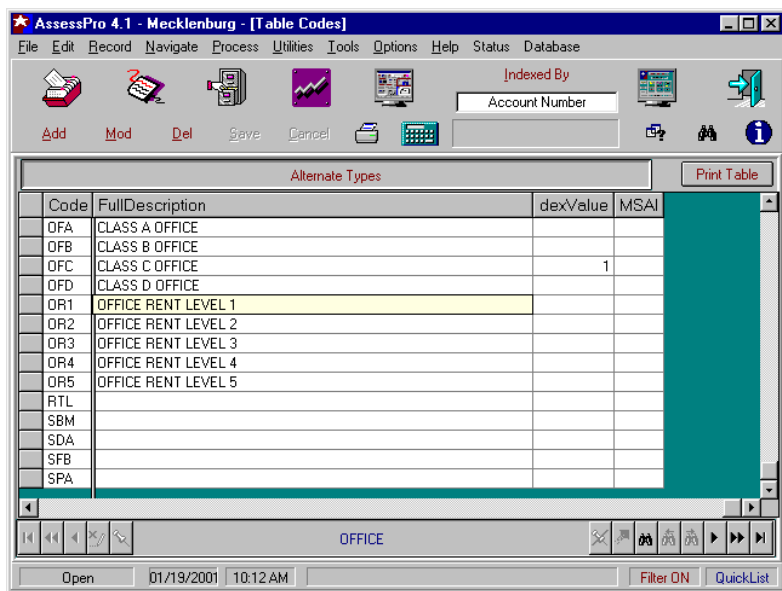 AssessPro 4.1 - Mecklenburg - [Table Codes]
File Edit Record Navigate Process Utilities Tools Options Help Status Database
Indexed By
Account Number
Add Mod Del Save Cancel
Alternate Types Print Table
Code FullDescription dexValue MSAI
OFA CLASS A OFFICE
OFB CLASS B OFFICE
OFC CLASS C OFFICE 1
OFD CLASS D OFFICE
OR1 OFFICE RENT LEVEL 1
OR2 OFFICE RENT LEVEL 2
OR3 OFFICE RENT LEVEL 3
OR4 OFFICE RENT LEVEL 4
OR5 OFFICE RENT LEVEL 5
RTL
SBM
SDA
SFB
SPA
OFFICE
Open 01/19/2001 10:12 AM Filter ON QuickList